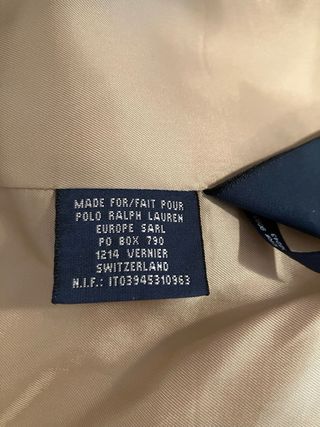 MADE FOR/FAIT POUR
POLO RALPH LAUREN
EUROPE SARL
PO BOX 790
1214 VERNIER
SWITZERLAND
N.I.F.: IT03945310963